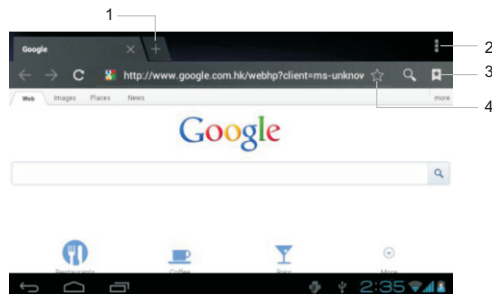 1
Google
2
http://www.google.com.hk/webhp?client=ms-unknov
3
Web Images Places News more
4
Google
Restaurants Coffee Bars More
2:35